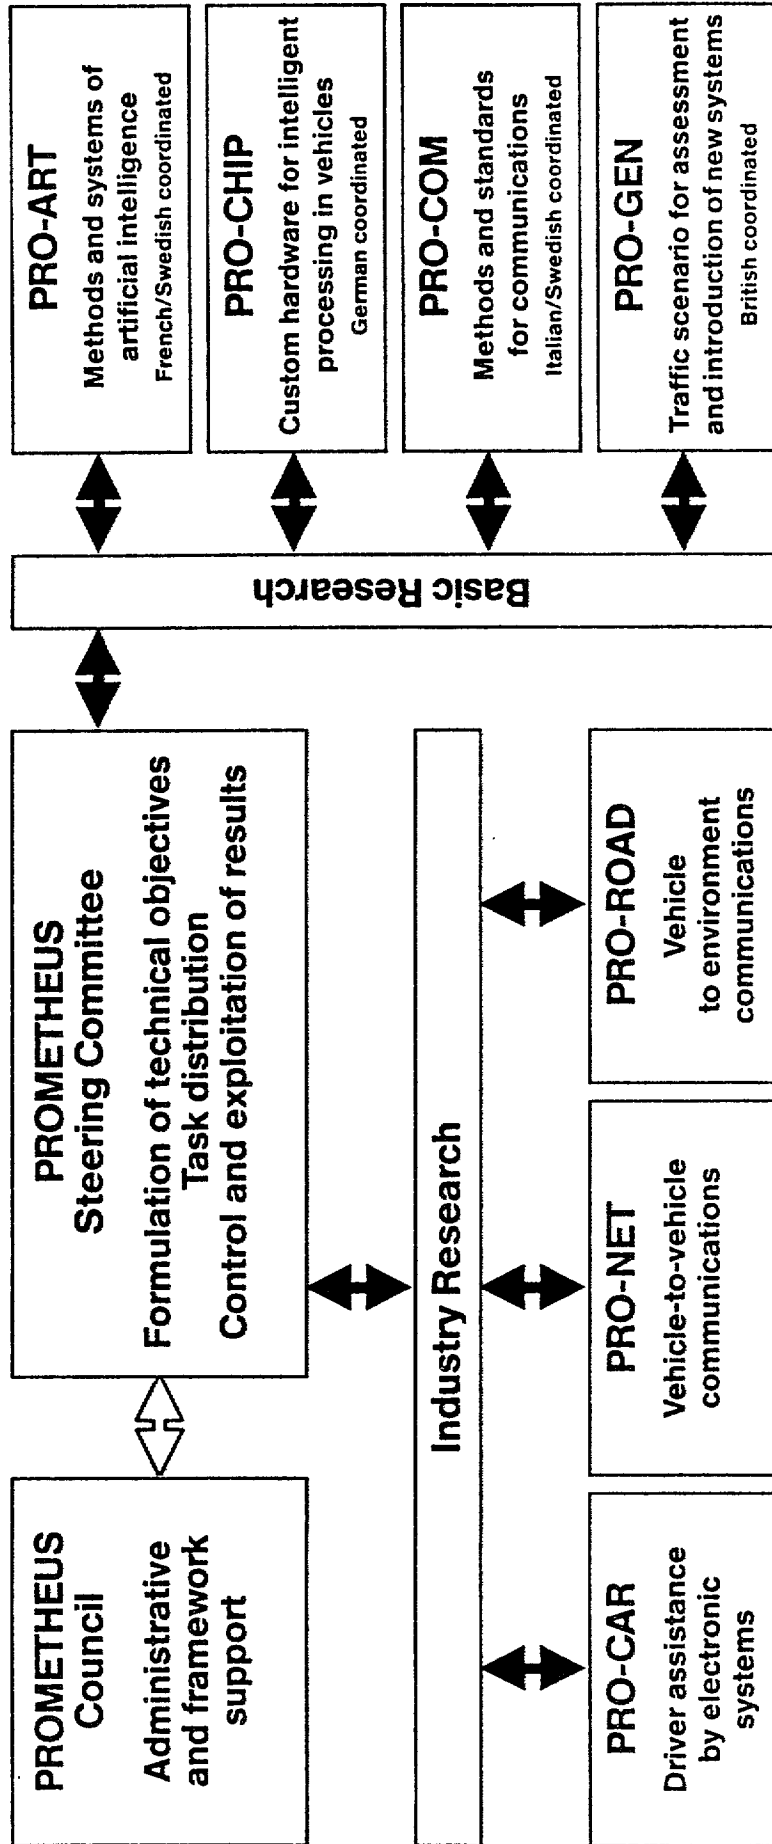 PROMETHEUS
Council
Administrative
and framework
support
PROMETHEUS
Steering Committee
Formulation of technical objectives
Task distribution
Control and exploitation of results
Industry Research
PRO-CAR
Driver assistance
by electronic
systems
PRO-NET
Vehicle-to-vehicle
communications
PRO-ROAD
Vehicle
to environment
communications
Basic Research
PRO-ART
Methods and systems of
artificial intelligence
French/Swedish coordinated
PRO-CHIP
Custom hardware for intelligent
processing in vehicles
German coordinated
PRO-COM
Methods and standards
for communications
Italian/Swedish coordinated
PRO-GEN
Traffic scenario for assessment
and introduction of new systems
British coordinated